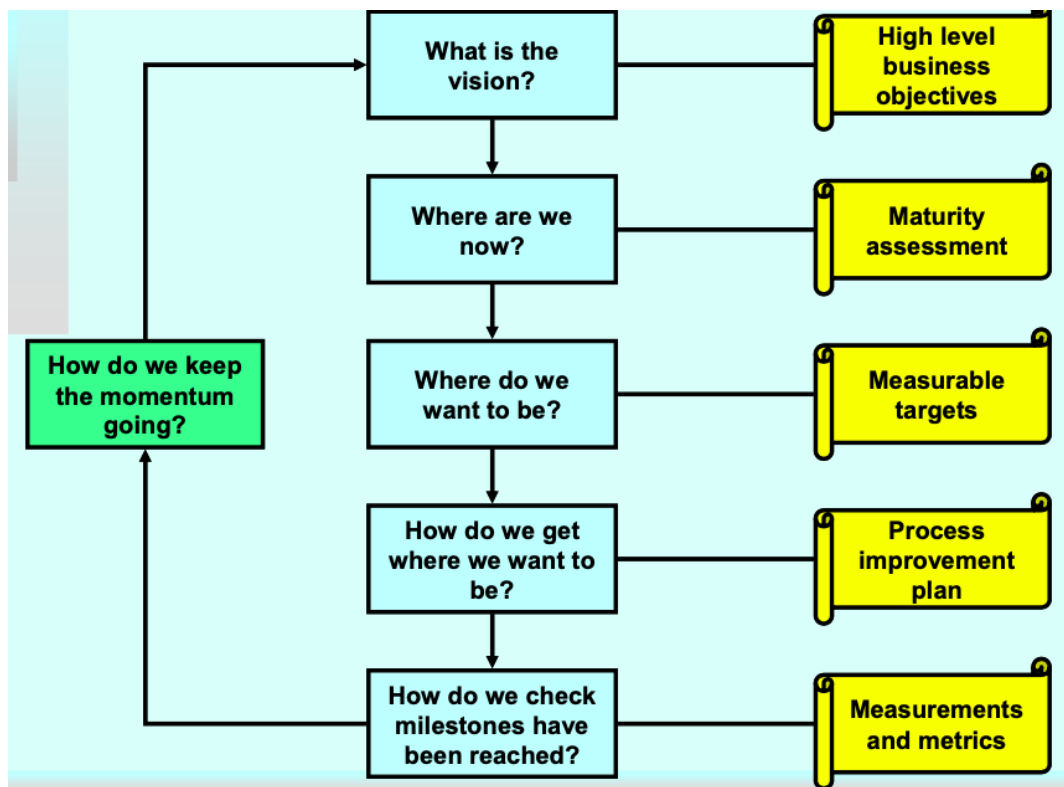 What is the
vision?
High level
business
objectives
Where are we
now?
Maturity
assessment
How do we keep
the momentum
going?
Where do we
want to be?
Measurable
targets
How do we get
where we want to
be?
Process
improvement
plan
How do we check
milestones have
been reached?
Measurements
and metrics